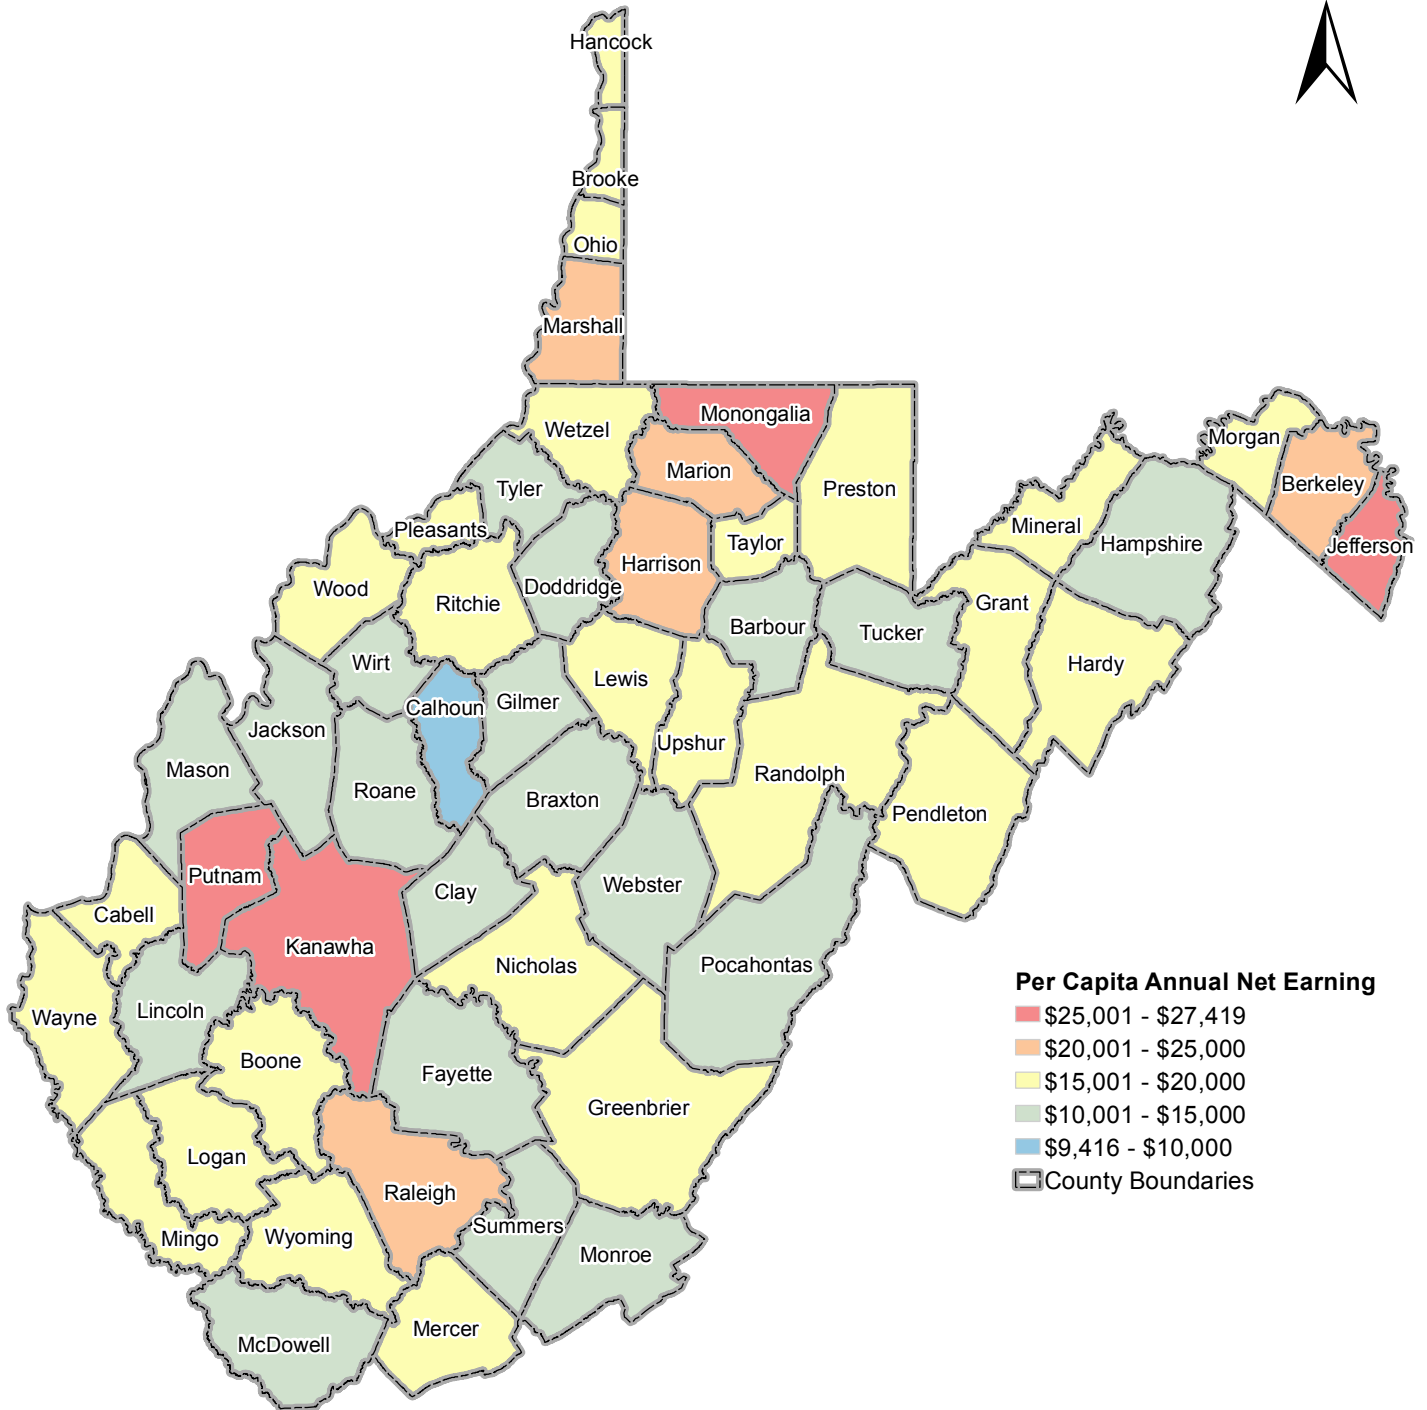 Hancock
Brooke
Ohio
Marshall
Monongalia
Wetzel
Morgan
Marion
Berkeley
Tyler
Preston
Mineral
Pleasants
Taylor
Hampshire
Jefferson
Harrison
Doddridge
Wood
Ritchie
Grant
Barbour
Tucker
Wirt
Hardy
Lewis
Gilmer
Calhoun
Jackson
Upshur
Mason
Randolph
Roane
Braxton
Pendleton
Putnam
Webster
Clay
Cabell
Kanawha
Nicholas
Pocahontas
Lincoln
Wayne
Boone
Fayette
Greenbrier
Logan
Raleigh
Summers
Mingo
Wyoming
Monroe
Mercer
McDowell
Per Capita Annual Net Earning
$25,001 - $27,419
$20,001 - $25,000
$15,001 - $20,000
$10,001 - $15,000
$9,416 - $10,000
County Boundaries